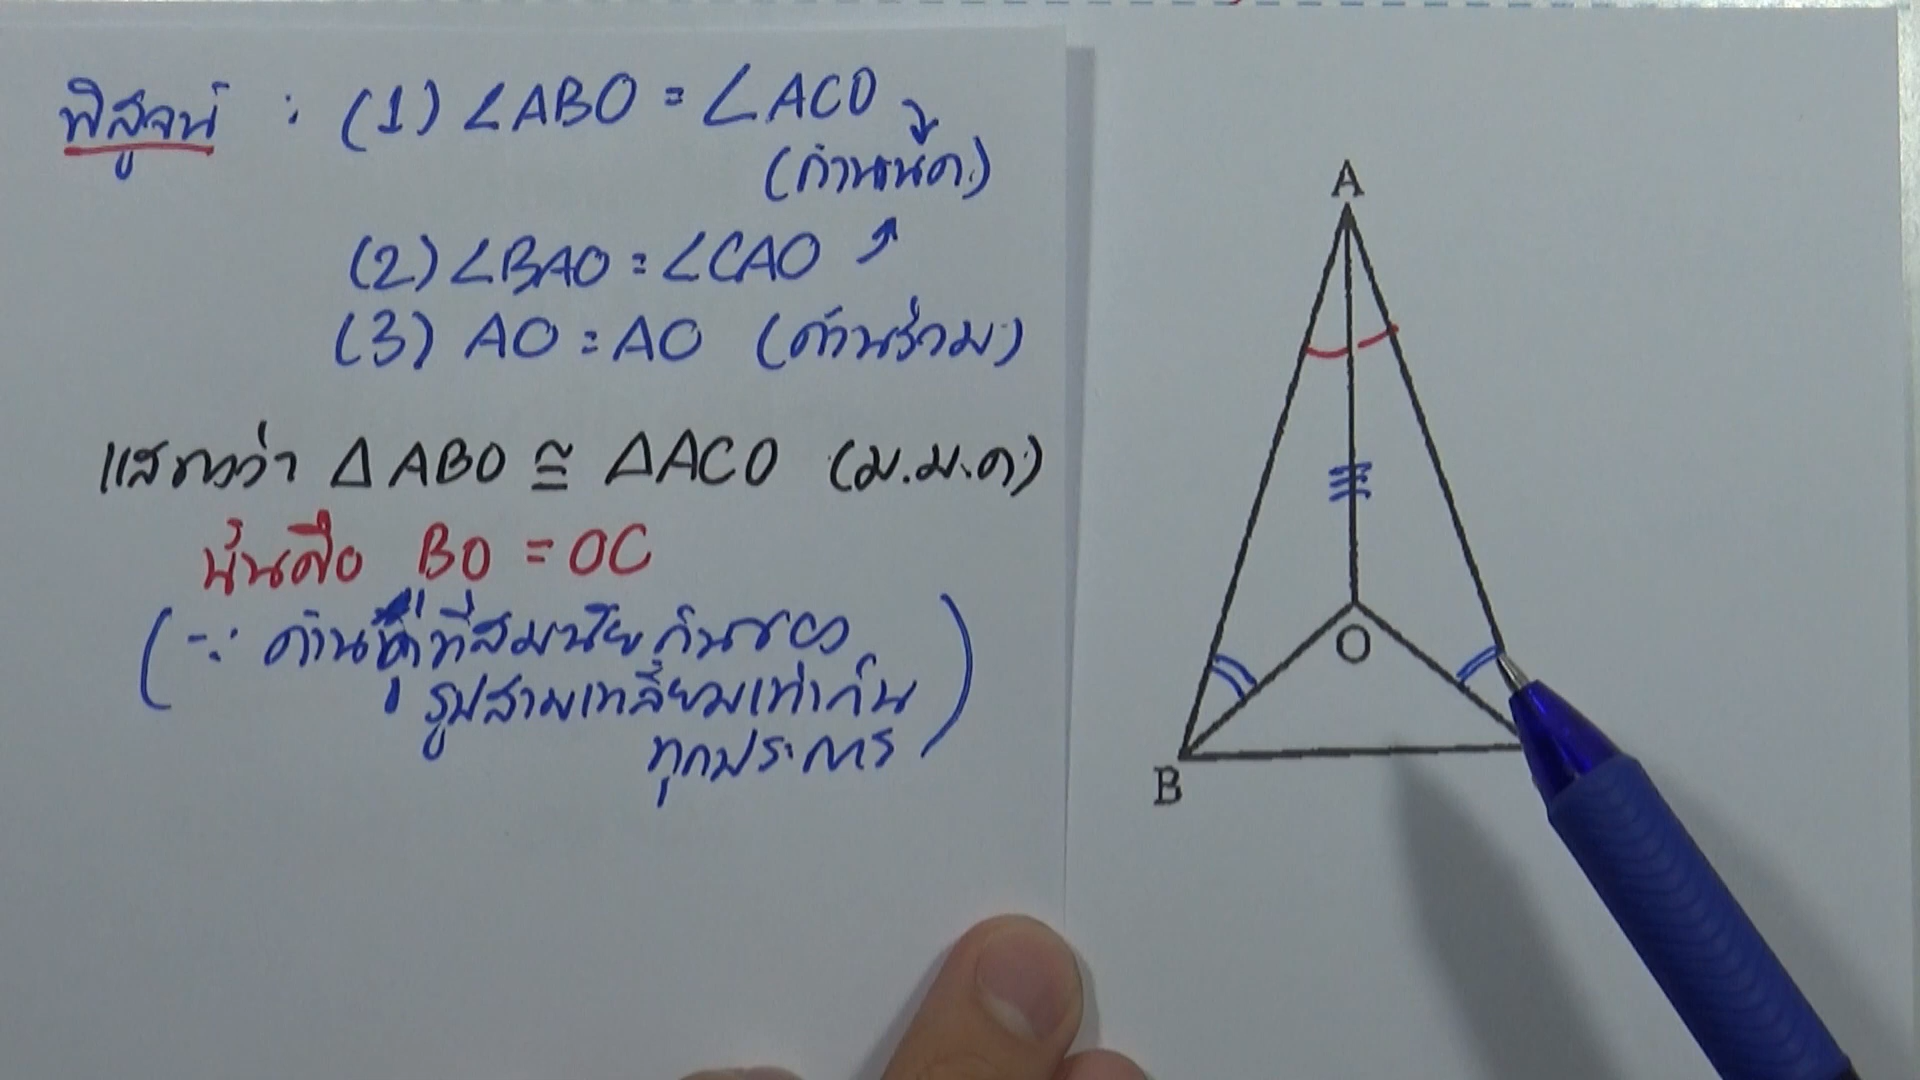 พิสูจน์ : (1) ∠ABO = ∠ACO
(กำหนด)
(2) ∠BAO = ∠CAO
(3) AO = AO (ด้านร่วม)
แสดงว่า △ABO ≅ △ACO (ม.ม.ด)
นั่นคือ BO = OC
(∵ ด้านคู่ที่สมนัยกันของ
รูปสามเหลี่ยมเท่ากัน
ทุกประการ)
A
O
B